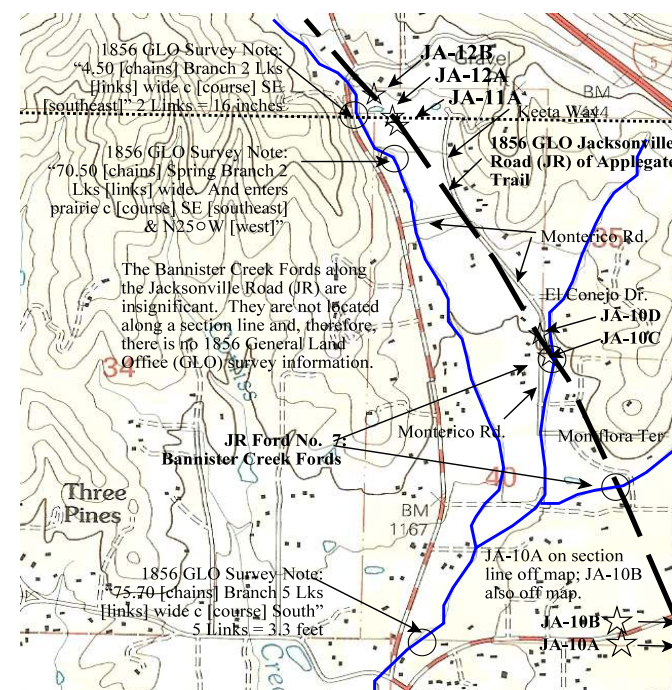 1856 GLO Survey Note:
“4.50 [chains] Branch 2 Lks
[links] wide c [course] SE
[southeast]” 2 Links = 16 inches
JA-12B
JA-12A
JA-11A
Gravel
BM
5
Keeta Way
1856 GLO Survey Note:
“70.50 [chains] Spring Branch 2
Lks [links] wide. And enters
prairie c [course] SE [southeast]
& N25○W [west]”
1856 GLO Jacksonville
Road (JR) of Applegate
Trail
35
Monterico Rd.
The Bannister Creek Fords along
the Jacksonville Road (JR) are
insignificant. They are not located
along a section line and, therefore,
there is no 1856 General Land
Office (GLO) survey information.
El Conejo Dr.
JA-10D
JA-10C
34
JR Ford No. 7:
Bannister Creek Fords
Monterico Rd.
Montflora Ter
40
Three
Pines
BM
1167
1856 GLO Survey Note:
“75.70 [chains] Branch 5 Lks
[links] wide c [course] South”
5 Links = 3.3 feet
JA-10A on section
line off map; JA-10B
also off map.
JA-10B
JA-10A